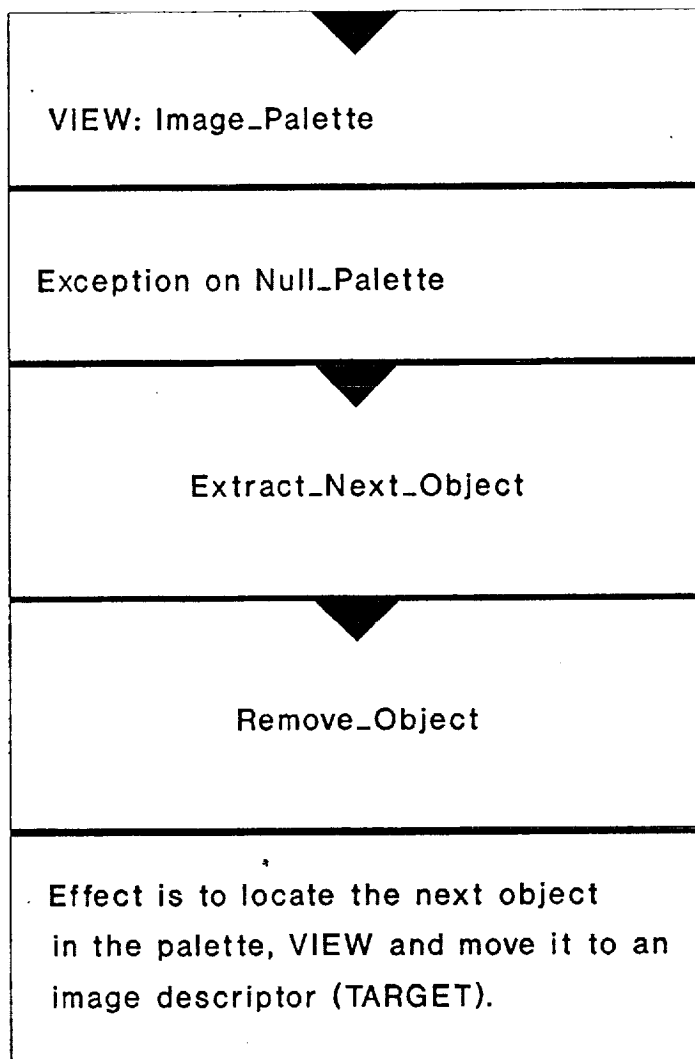 VIEW: Image_Palette
Exception on Null_Palette
Extract_Next_Object
Remove_Object
Effect is to locate the next object
in the palette, VIEW and move it to an
image descriptor (TARGET).